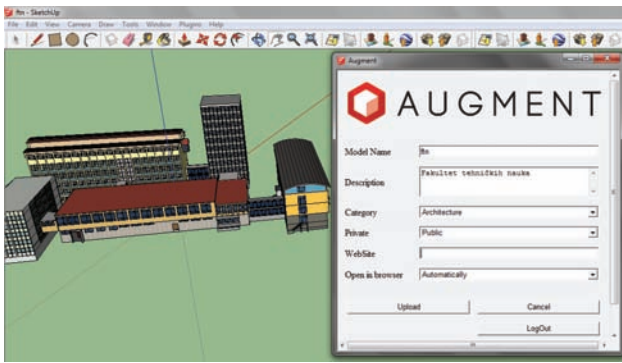 ftn - SketchUp
File Edit View Camera Draw Tools Window Plugins Help
Augment
AUGMENT
Model Name
ftn
Description
Fakultet tehničkih nauka
Category
Architecture
Private
Public
WebSite
Open in browser
Automatically
Upload
Cancel
LogOut